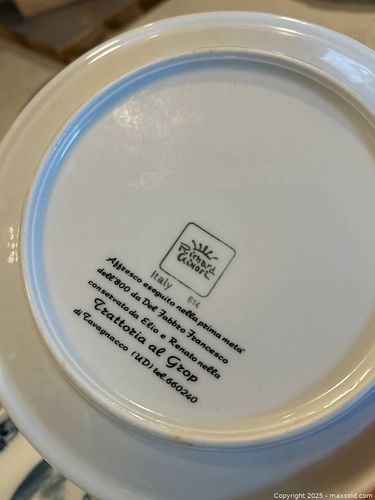 Richard
Ginori
Italy 614
Affresco eseguito nella prima metà
dell'800 da Del Fabbro Francesco
conservato da Elio e Renato nella
Trattoria al Grop
di Tavagnacco (UD) tel. 660240
Copyright © 2025 - maxsold.com